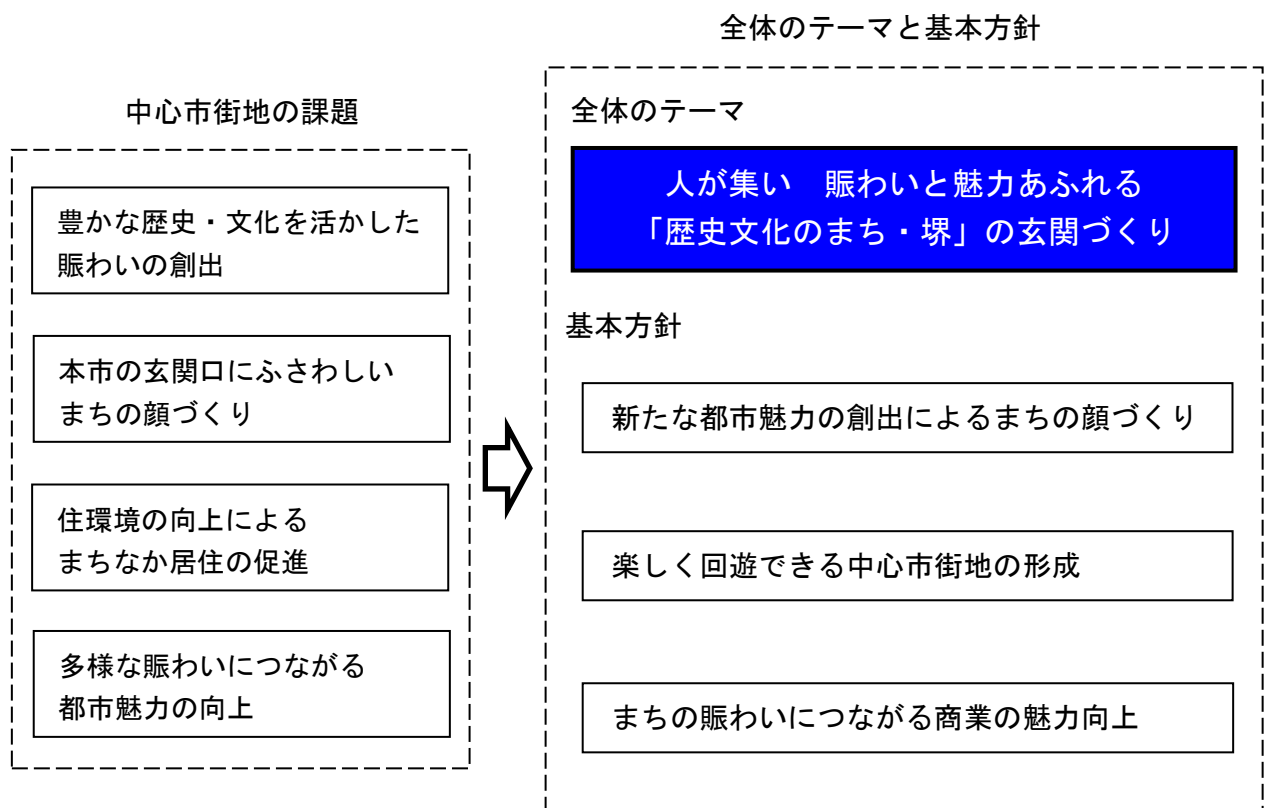 全体のテーマと基本方針
中心市街地の課題
豊かな歴史・文化を活かした
賑わいの創出
本市の玄関口にふさわしい
まちの顔づくり
住環境の向上による
まちなか居住の促進
多様な賑わいにつながる
都市魅力の向上
全体のテーマ
人が集い　賑わいと魅力あふれる
「歴史文化のまち・堺」の玄関づくり
基本方針
新たな都市魅力の創出によるまちの顔づくり
楽しく回遊できる中心市街地の形成
まちの賑わいにつながる商業の魅力向上